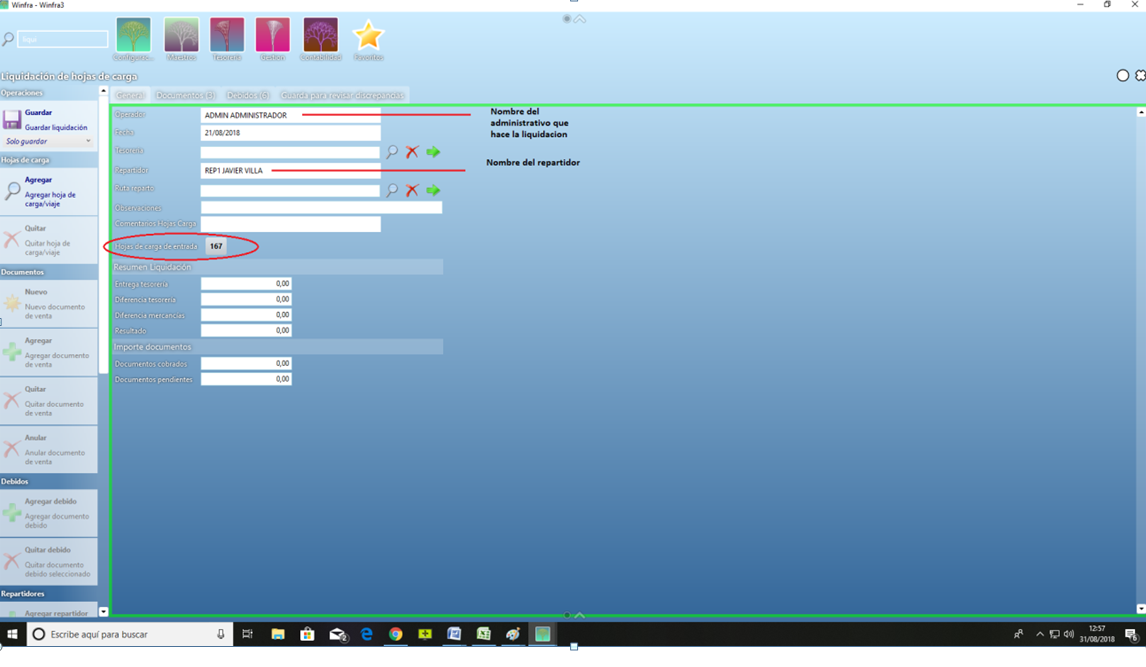 Winfra - Winfra3
Configurac...
Maestros
Tesorería
Gestion
Contabilidad
Favoritos
Liquidación de hojas de carga
Operaciones
Guardar
Guardar liquidación
Solo guardar
Hojas de carga
Agregar
Agregar hoja de
carga/viaje
Quitar
Quitar hoja de
carga/viaje
Documentos
Nuevo
Nuevo documento
de venta
Agregar
Agregar documento
de venta
Quitar
Quitar documento
de venta
Anular
Anular documento
de venta
Debidos
Agregar debido
Agregar documento
debido
Quitar debido
Quitar documento
debido seleccionado
Repartidores
Agregar repartidor
General
Documentos (3)
Debidos (6)
Guarda para revisar discrepancias
Operador ADMIN ADMINISTRADOR
Fecha 21/08/2018
Tesorería
Repartidor REP1 JAVIER VILLA
Ruta reparto
Observaciones
Comentarios Hojas Carga
Hojas de carga de entrada 167
Resumen Liquidación
Entrega tesorería 0,00
Diferencia tesorería 0,00
Diferencia mercancías 0,00
Resultado 0,00
Importe documentos
Documentos cobrados 0,00
Documentos pendientes 0,00
Nombre del
administrativo que
hace la liquidacion
Nombre del repartidor
Escribe aquí para buscar
12:57
31/08/2018